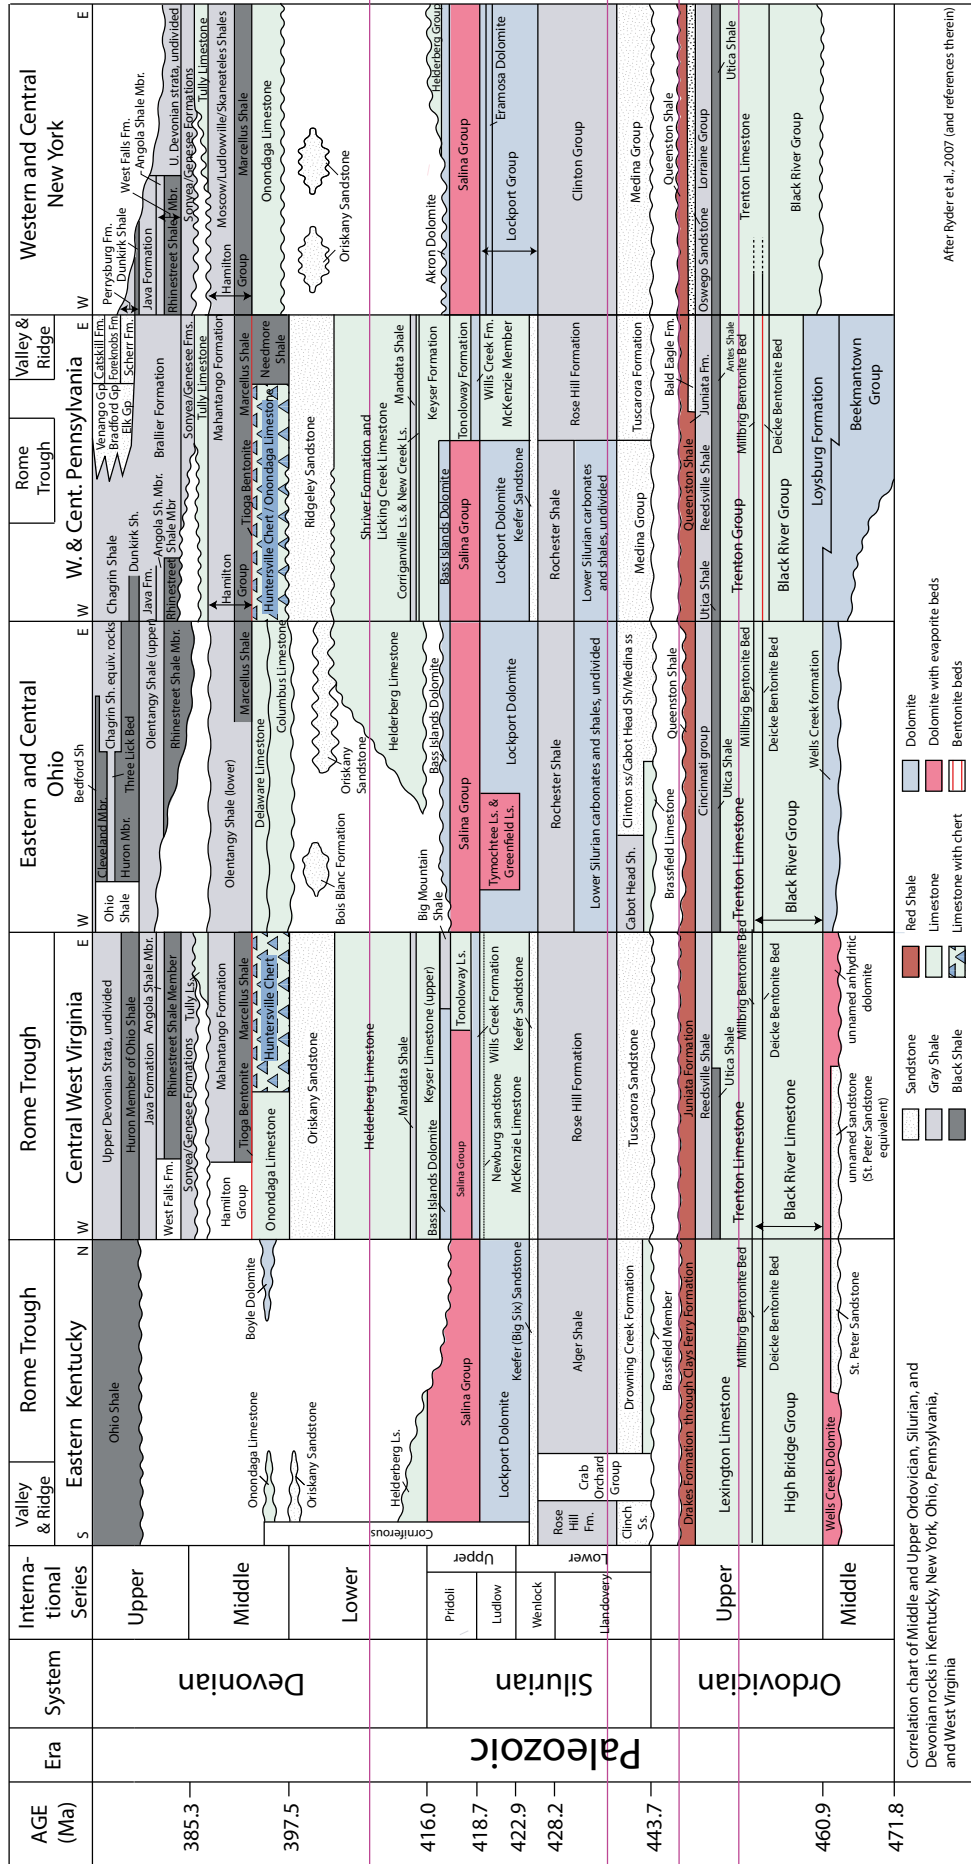 AGE
(Ma)
Era
System
Interna-
tional
Series
Valley
& Ridge
Rome Trough
Eastern Kentucky
S
N
Rome Trough
Central West Virginia
W
E
Eastern and Central
Ohio
W
E
Rome
Trough
Valley &
Ridge
W. & Cent. Pennsylvania
W
E
Western and Central
New York
W
E
385.3
397.5
416.0
418.7
422.9
428.2
443.7
460.9
471.8
Paleozoic
Devonian
Silurian
Ordovician
Upper
Middle
Lower
Upper
Lower
Pridoli
Ludlow
Wenlock
Llandovery
Upper
Middle
Ohio Shale
Boyle Dolomite
Onondaga Limestone
Oriskany Sandstone
Helderberg Ls.
Corniferous
Salina Group
Lockport Dolomite
Keefer (Big Six) Sandstone
Rose
Hill
Fm.
Crab
Orchard
Group
Alger Shale
Clinch
Ss.
Drowning Creek Formation
Brassfield Member
Drakes Formation through Clays Ferry Formation
Lexington Limestone
Millbrig Bentonite Bed
Deicke Bentonite Bed
High Bridge Group
Wells Creek Dolomite
St. Peter Sandstone
Upper Devonian Strata, undivided
Huron Member of Ohio Shale
Java Formation
Angola Shale Mbr.
West Falls Fm.
Rhinestreet Shale Member
Sonyea/Genesee Formations
Tully Ls.
Hamilton
Group
Mahantango Formation
Tioga Bentonite
Marcellus Shale
Onondaga Limestone
Huntersville Chert
Oriskany Sandstone
Helderberg Limestone
Mandata Shale
Bass Islands Dolomite
Keyser Limestone (upper)
Salina Group
Tonoloway Ls.
Newburg sandstone
Wills Creek Formation
McKenzie Limestone
Keefer Sandstone
Rose Hill Formation
Tuscarora Sandstone
Juniata Formation
Reedsville Shale
Utica Shale
Trenton Limestone
Millbrig Bentonite Bed
Deicke Bentonite Bed
Black River Limestone
unnamed sandstone
(St. Peter Sandstone
equivalent)
unnamed anhydritic
dolomite
Bedford Sh
Ohio
Shale
Cleveland Mbr.
Chagrin Sh. equiv. rocks
Three Lick Bed
Huron Mbr.
Olentangy Shale (upper)
Rhinestreet Shale Mbr.
Olentangy Shale (lower)
Marcellus Shale
Delaware Limestone
Columbus Limestone
Bois Blanc Formation
Oriskany
Sandstone
Helderberg Limestone
Big Mountain
Shale
Bass Islands Dolomite
Salina Group
Tymochtee Ls. &
Greenfield Ls.
Lockport Dolomite
Rochester Shale
Lower Silurian carbonates and shales, undivided
Cabot Head Sh.
Clinton ss/Cabot Head Sh/Medina ss
Brassfield Limestone
Queenston Shale
Cincinnati group
Utica Shale
Trenton Limestone
Millbrig Bentonite Bed
Deicke Bentonite Bed
Black River Group
Wells Creek formation
Venango Gp
Catskill Fm.
Bradford Gp
Foreknobs Fm.
Elk Gp
Scherr Fm.
Chagrin Shale
Dunkirk Sh.
Brallier Formation
Java Fm.
Angola Sh. Mbr.
Rhinestreet
Shale Mbr
Sonyea/Genesee Fms.
Tully Limestone
Hamilton
Group
Mahantango Formation
Tioga Bentonite
Marcellus Shale
Huntersville Chert / Onondaga Limestone
Needmore
Shale
Ridgeley Sandstone
Shriver Formation and
Licking Creek Limestone
Mandata Shale
Corriganville Ls. & New Creek Ls.
Keyser Formation
Bass Islands Dolomite
Salina Group
Tonoloway Formation
Wills Creek Fm.
Lockport Dolomite
McKenzie Member
Keefer Sandstone
Rochester Shale
Rose Hill Formation
Lower Silurian carbonates
and shales, undivided
Medina Group
Tuscarora Sandstone
Queenston Shale
Bald Eagle Fm.
Juniata Fm.
Reedsville Shale
Utica Shale
Antes Shale
Trenton Group
Millbrig Bentonite Bed
Deicke Bentonite Bed
Black River Group
Loysburg Formation
Beekmantown
Group
Perrysburg Fm.
Dunkirk Shale
West Falls Fm.
Angola Shale Mbr.
Java Formation
Rhinestreet Shale Mbr.
U. Devonian strata, undivided
Sonyea/Genesee Formations
Tully Limestone
Hamilton
Group
Moscow/Ludlowville/Skaneateles Shales
Marcellus Shale
Onondaga Limestone
Oriskany Sandstone
Helderberg Group
Akron Dolomite
Salina Group
Lockport Group
Eramosa Dolomite
Clinton Group
Medina Group
Queenston Shale
Oswego Sandstone
Lorraine Group
Utica Shale
Trenton Limestone
Black River Group
Correlation chart of Middle and Upper Ordovician, Silurian, and
Devonian rocks in Kentucky, New York, Ohio, Pennsylvania,
and West Virginia
Sandstone
Gray Shale
Black Shale
Red Shale
Limestone
Limestone with chert
Dolomite
Dolomite with evaporite beds
Bentonite beds
After Ryder et al., 2007 (and references therein)